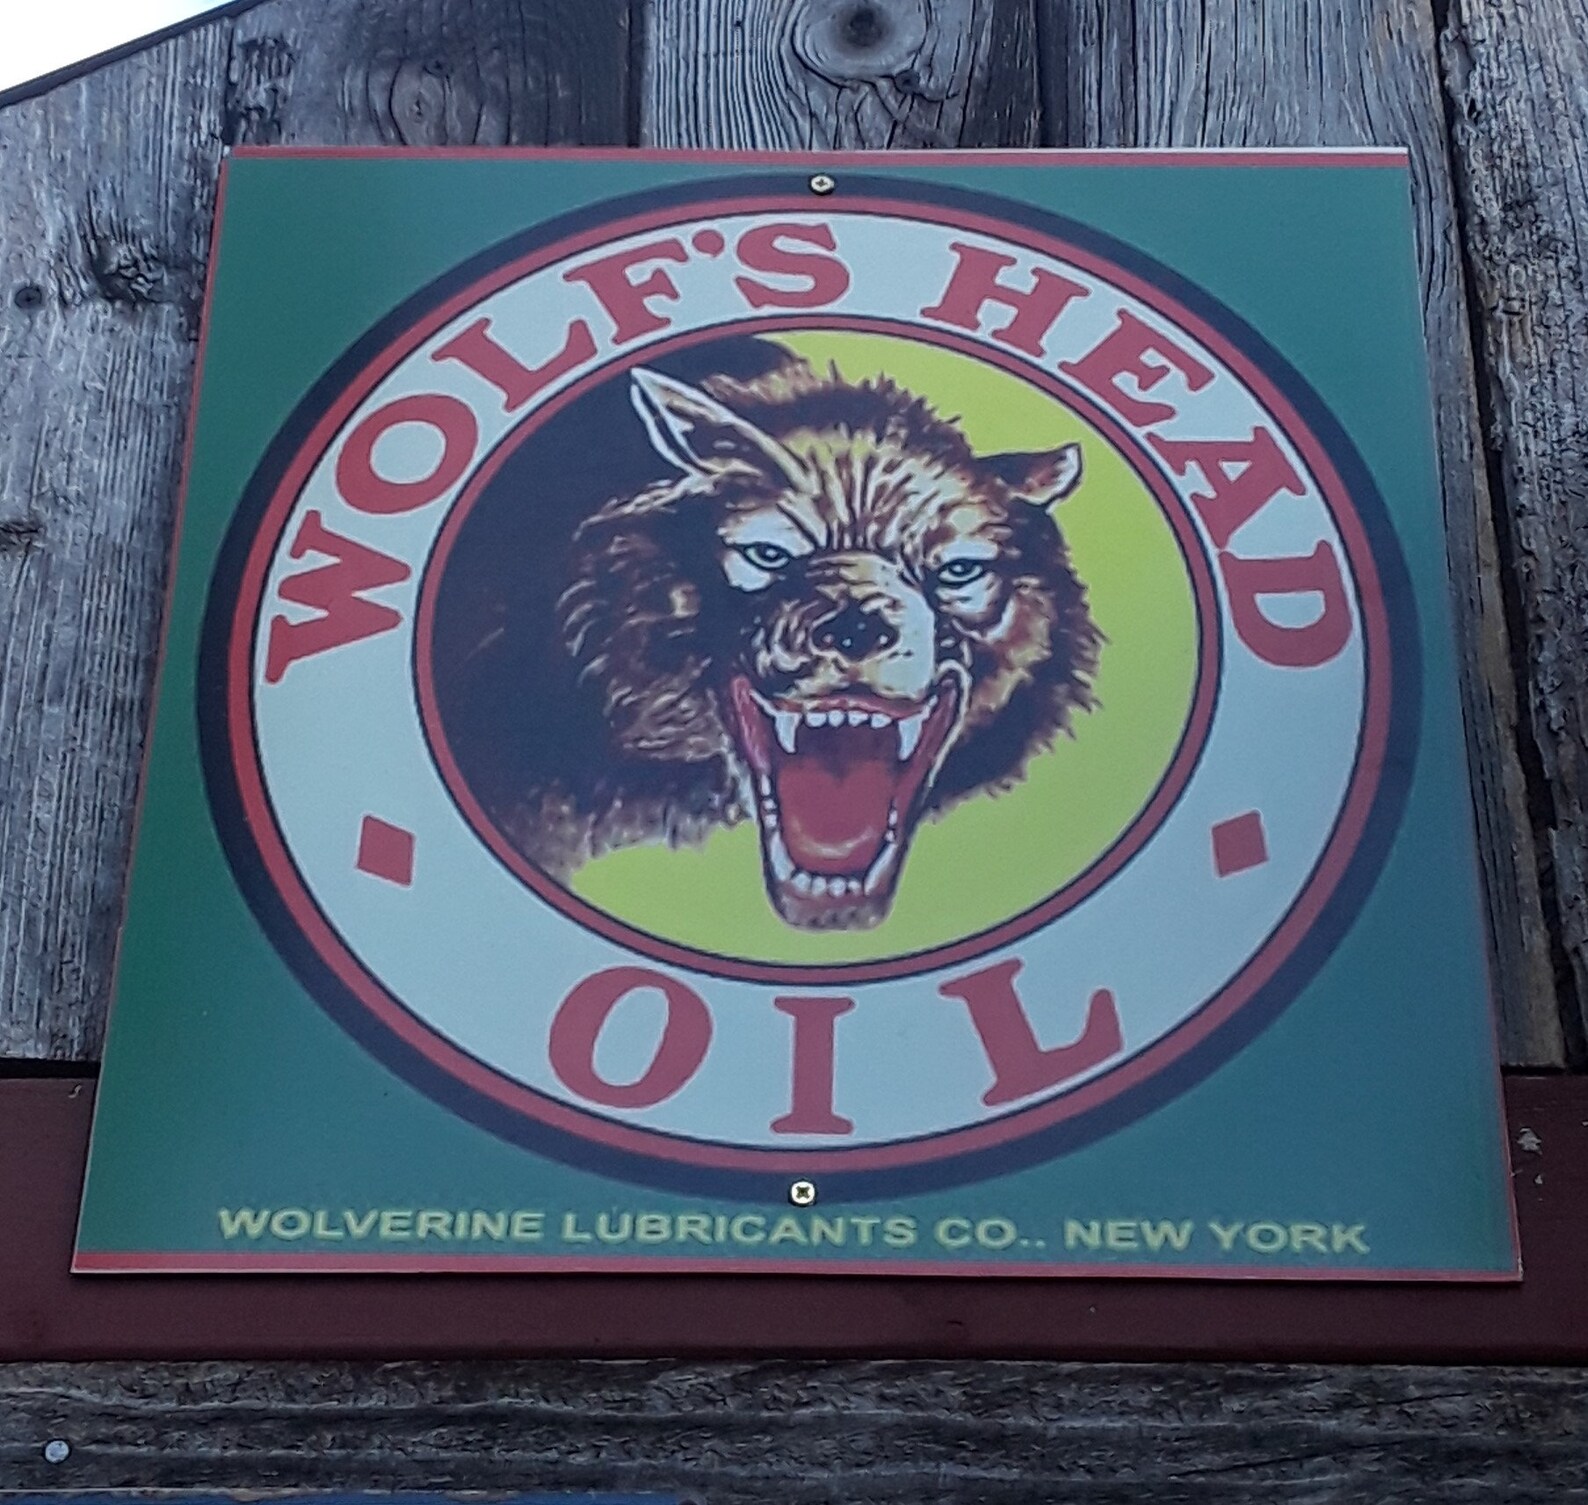 WOLF'S HEAD
OIL
WOLVERINE LUBRICANTS CO.. NEW YORK